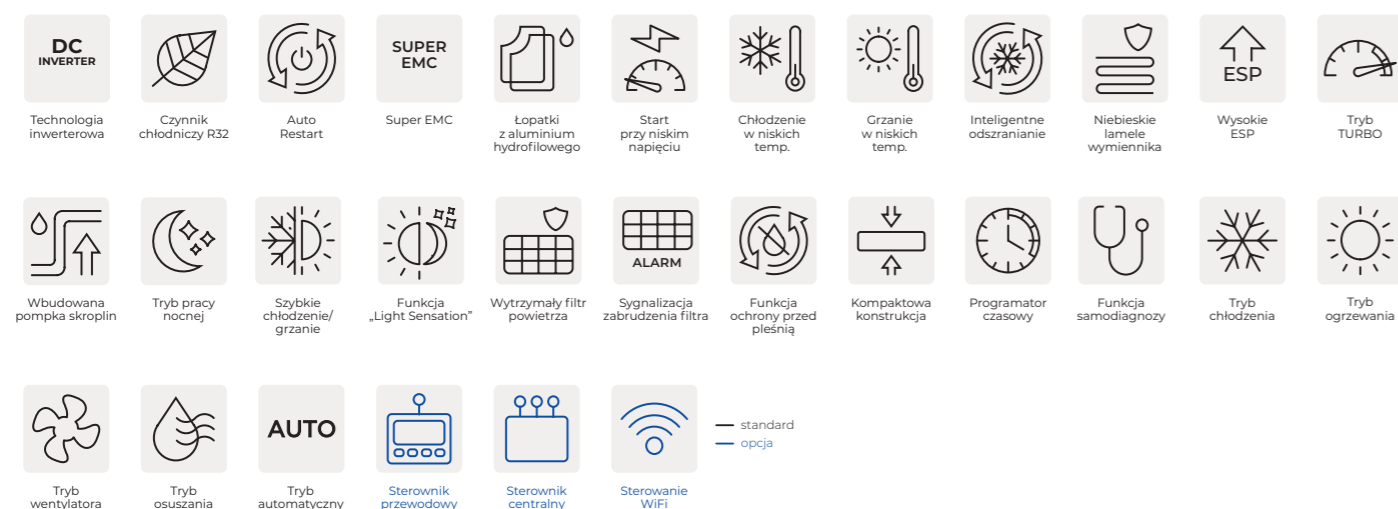 DC
INVERTER
SUPER
EMC
ESP
Technologia
inwerterowa
Czynnik
chłodniczy R32
Auto
Restart
Super EMC
Łopatki
z aluminium
hydrofilowego
Start
przy niskim
napięciu
Chłodzenie
w niskich
temp.
Grzanie
w niskich
temp.
Inteligentne
odszranianie
Niebieskie
lamele
wymiennika
Wysokie
ESP
Tryb
TURBO
ALARM
Wbudowana
pompka skroplin
Tryb pracy
nocnej
Szybkie
chłodzenie/
grzanie
Funkcja
„Light Sensation”
Wytrzymały filtr
powietrza
Sygnalizacja
zabrudzenia filtra
Funkcja
ochrony przed
pleśnią
Kompaktowa
konstrukcja
Programator
czasowy
Funkcja
samodiagnozy
Tryb
chłodzenia
Tryb
ogrzewania
AUTO
standard
opcja
Tryb
wentylatora
Tryb
osuszania
Tryb
automatyczny
Sterownik
przewodowy
Sterownik
centralny
Sterowanie
WiFi